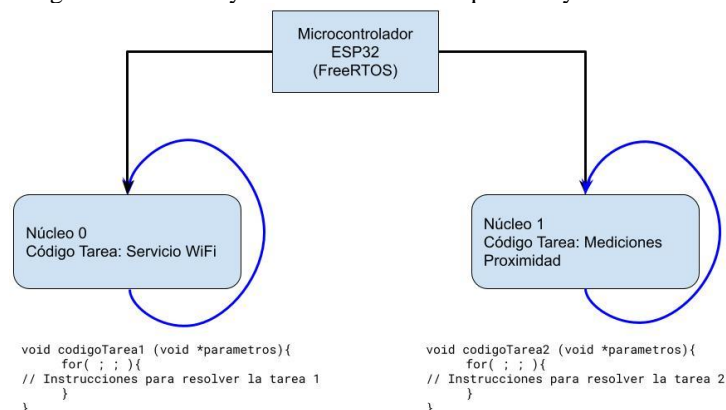 Microcontrolador
ESP32
(FreeRTOS)
Núcleo 0
Código Tarea: Servicio WiFi
Núcleo 1
Código Tarea: Mediciones
Proximidad
void codigoTarea1 (void *parametros){
for( ; ; ){
// Instrucciones para resolver la tarea 1
}
}
void codigoTarea2 (void *parametros){
for( ; ; ){
// Instrucciones para resolver la tarea 2
}
}